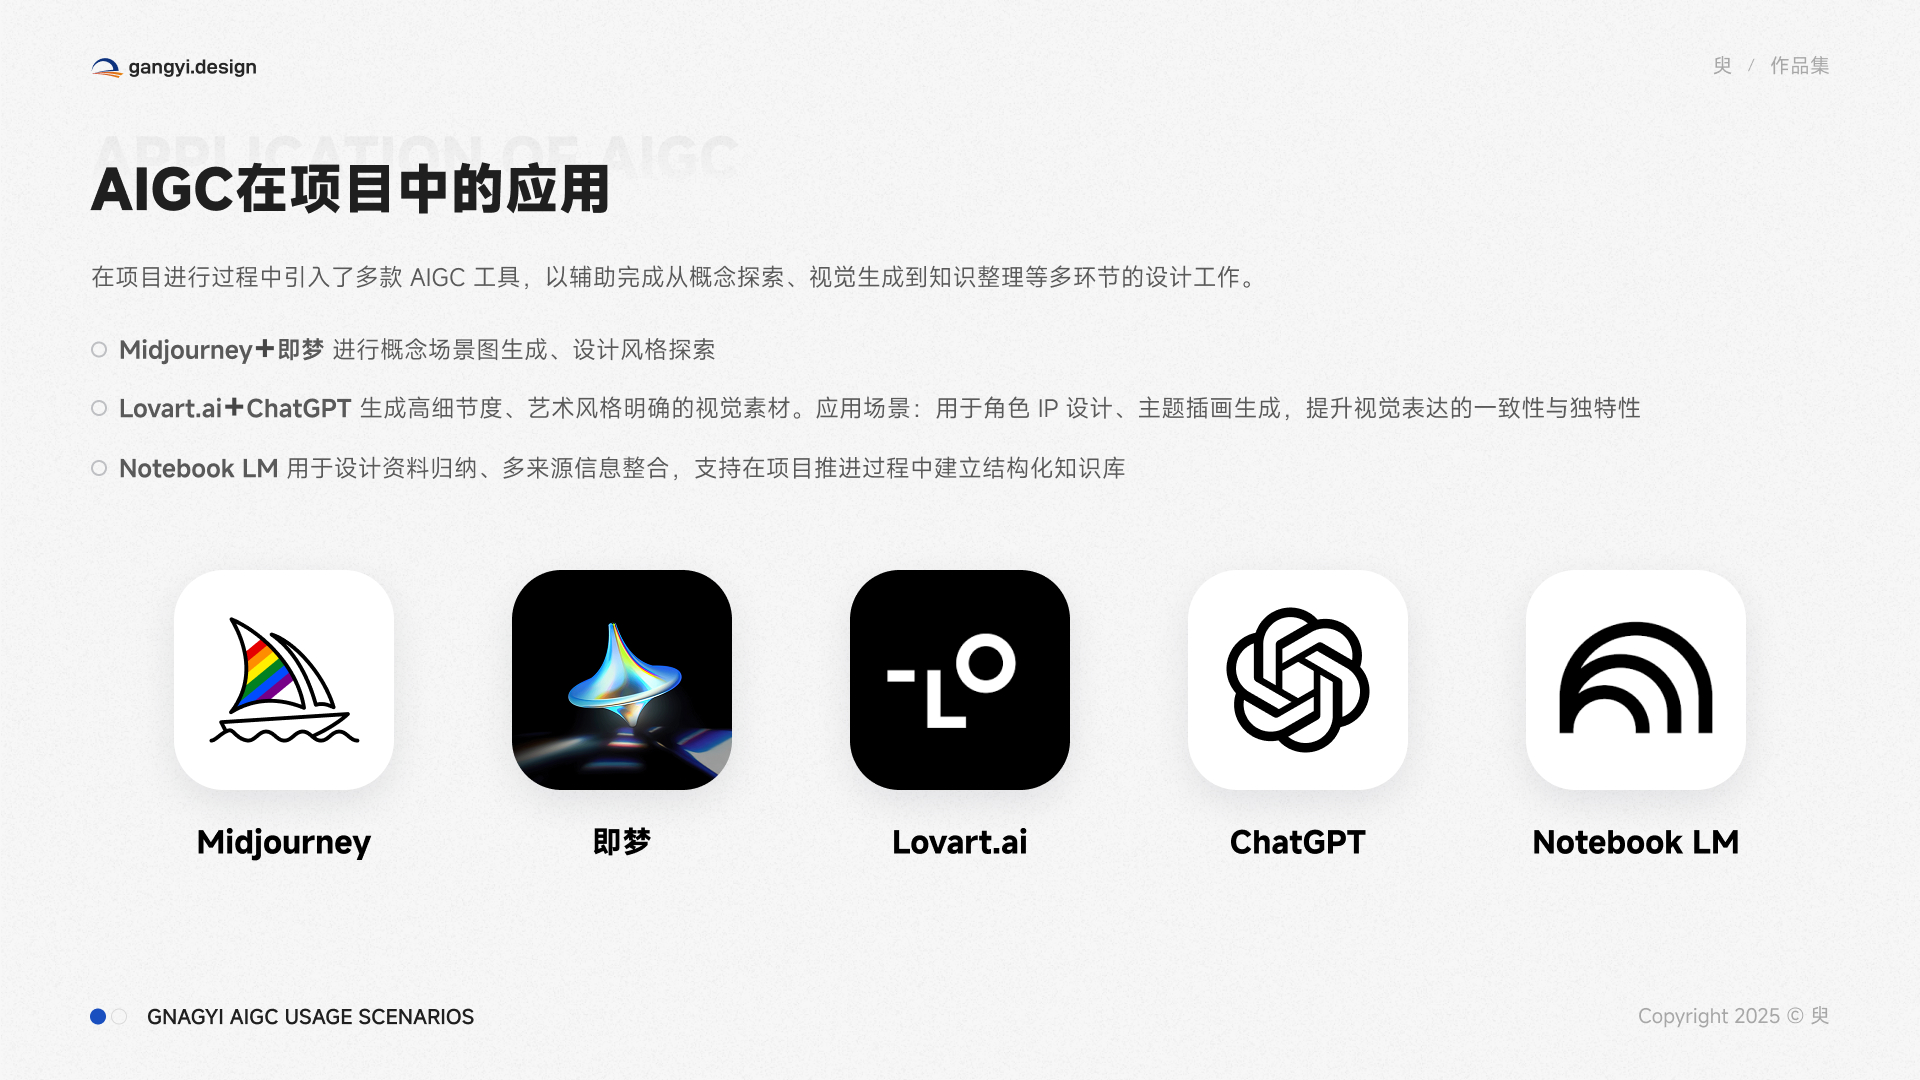 gangyi.design
臾 / 作品集
APPLICATION OF AIGC
AIGC在项目中的应用
在项目进行过程中引入了多款 AIGC 工具，以辅助完成从概念探索、视觉生成到知识整理等多环节的设计工作。
Midjourney+即梦 进行概念场景图生成、设计风格探索
Lovart.ai+ChatGPT 生成高细节度、艺术风格明确的视觉素材。应用场景：用于角色 IP 设计、主题插画生成，提升视觉表达的一致性与独特性
Notebook LM 用于设计资料归纳、多来源信息整合，支持在项目推进过程中建立结构化知识库
Midjourney
即梦
Lovart.ai
ChatGPT
Notebook LM
GNAGYI AIGC USAGE SCENARIOS
Copyright 2025 © 臾